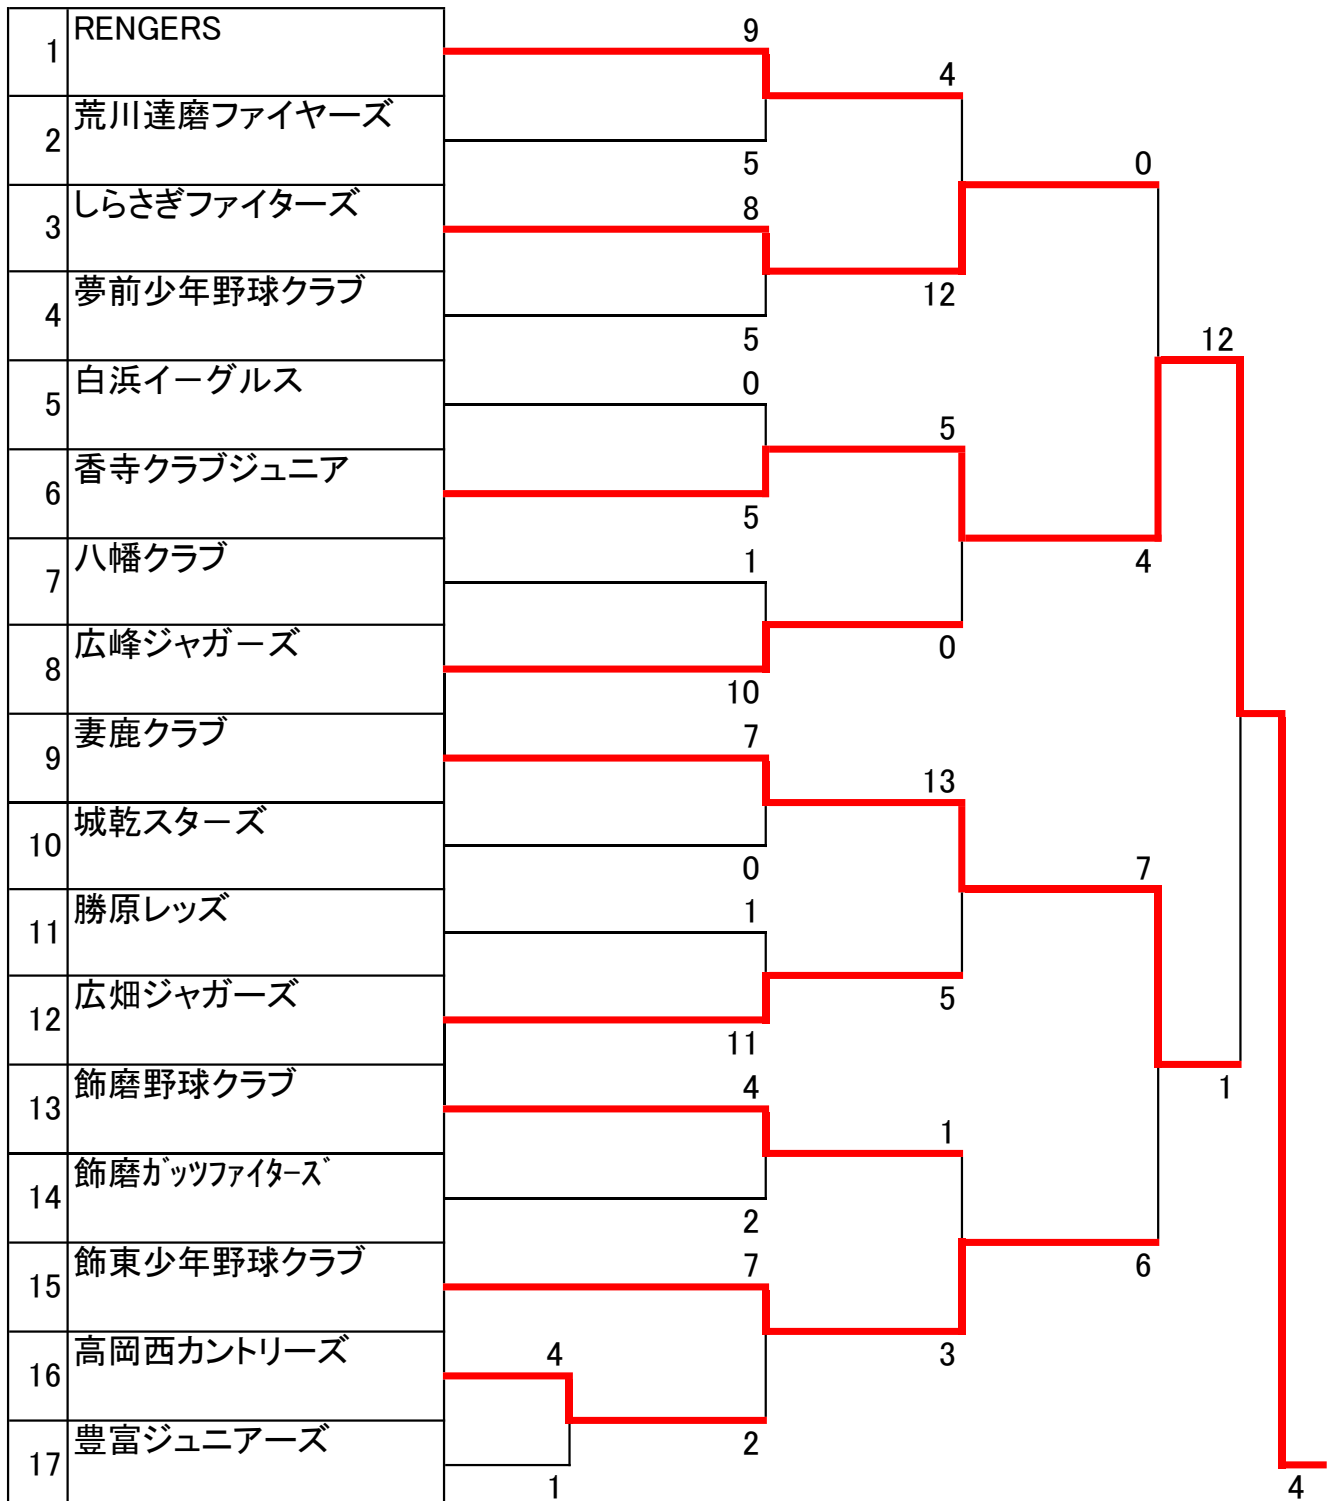 1 RENGERS
9
4
2 荒川達磨ファイヤーズ
5
0
3 しらさぎファイターズ
8
12
4 夢前少年野球クラブ
5
12
5 白浜イーグルス
0
5
6 香寺クラブジュニア
5
4
7 八幡クラブ
1
0
8 広峰ジャガーズ
10
9 妻鹿クラブ
7
13
10 城乾スターズ
0
7
11 勝原レッズ
1
5
12 広畑ジャガーズ
11
1
13 飾磨野球クラブ
4
1
14 飾磨ガッツファイターズ
2
6
15 飾東少年野球クラブ
7
3
16 高岡西カントリーズ
4
2
17 豊富ジュニアーズ
1
4